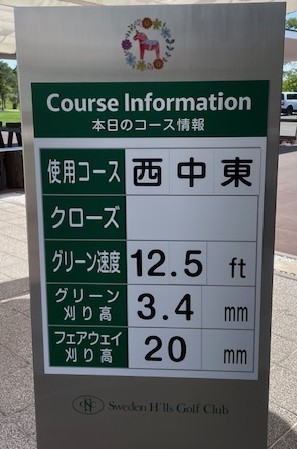 Course Information
本日のコース情報
使用コース 西 中 東
クローズ
グリーン速度 12.5 ft
グリーン
刈り高 3.4 mm
フェアウェイ
刈り高 20 mm
Sweden Hills Golf Club